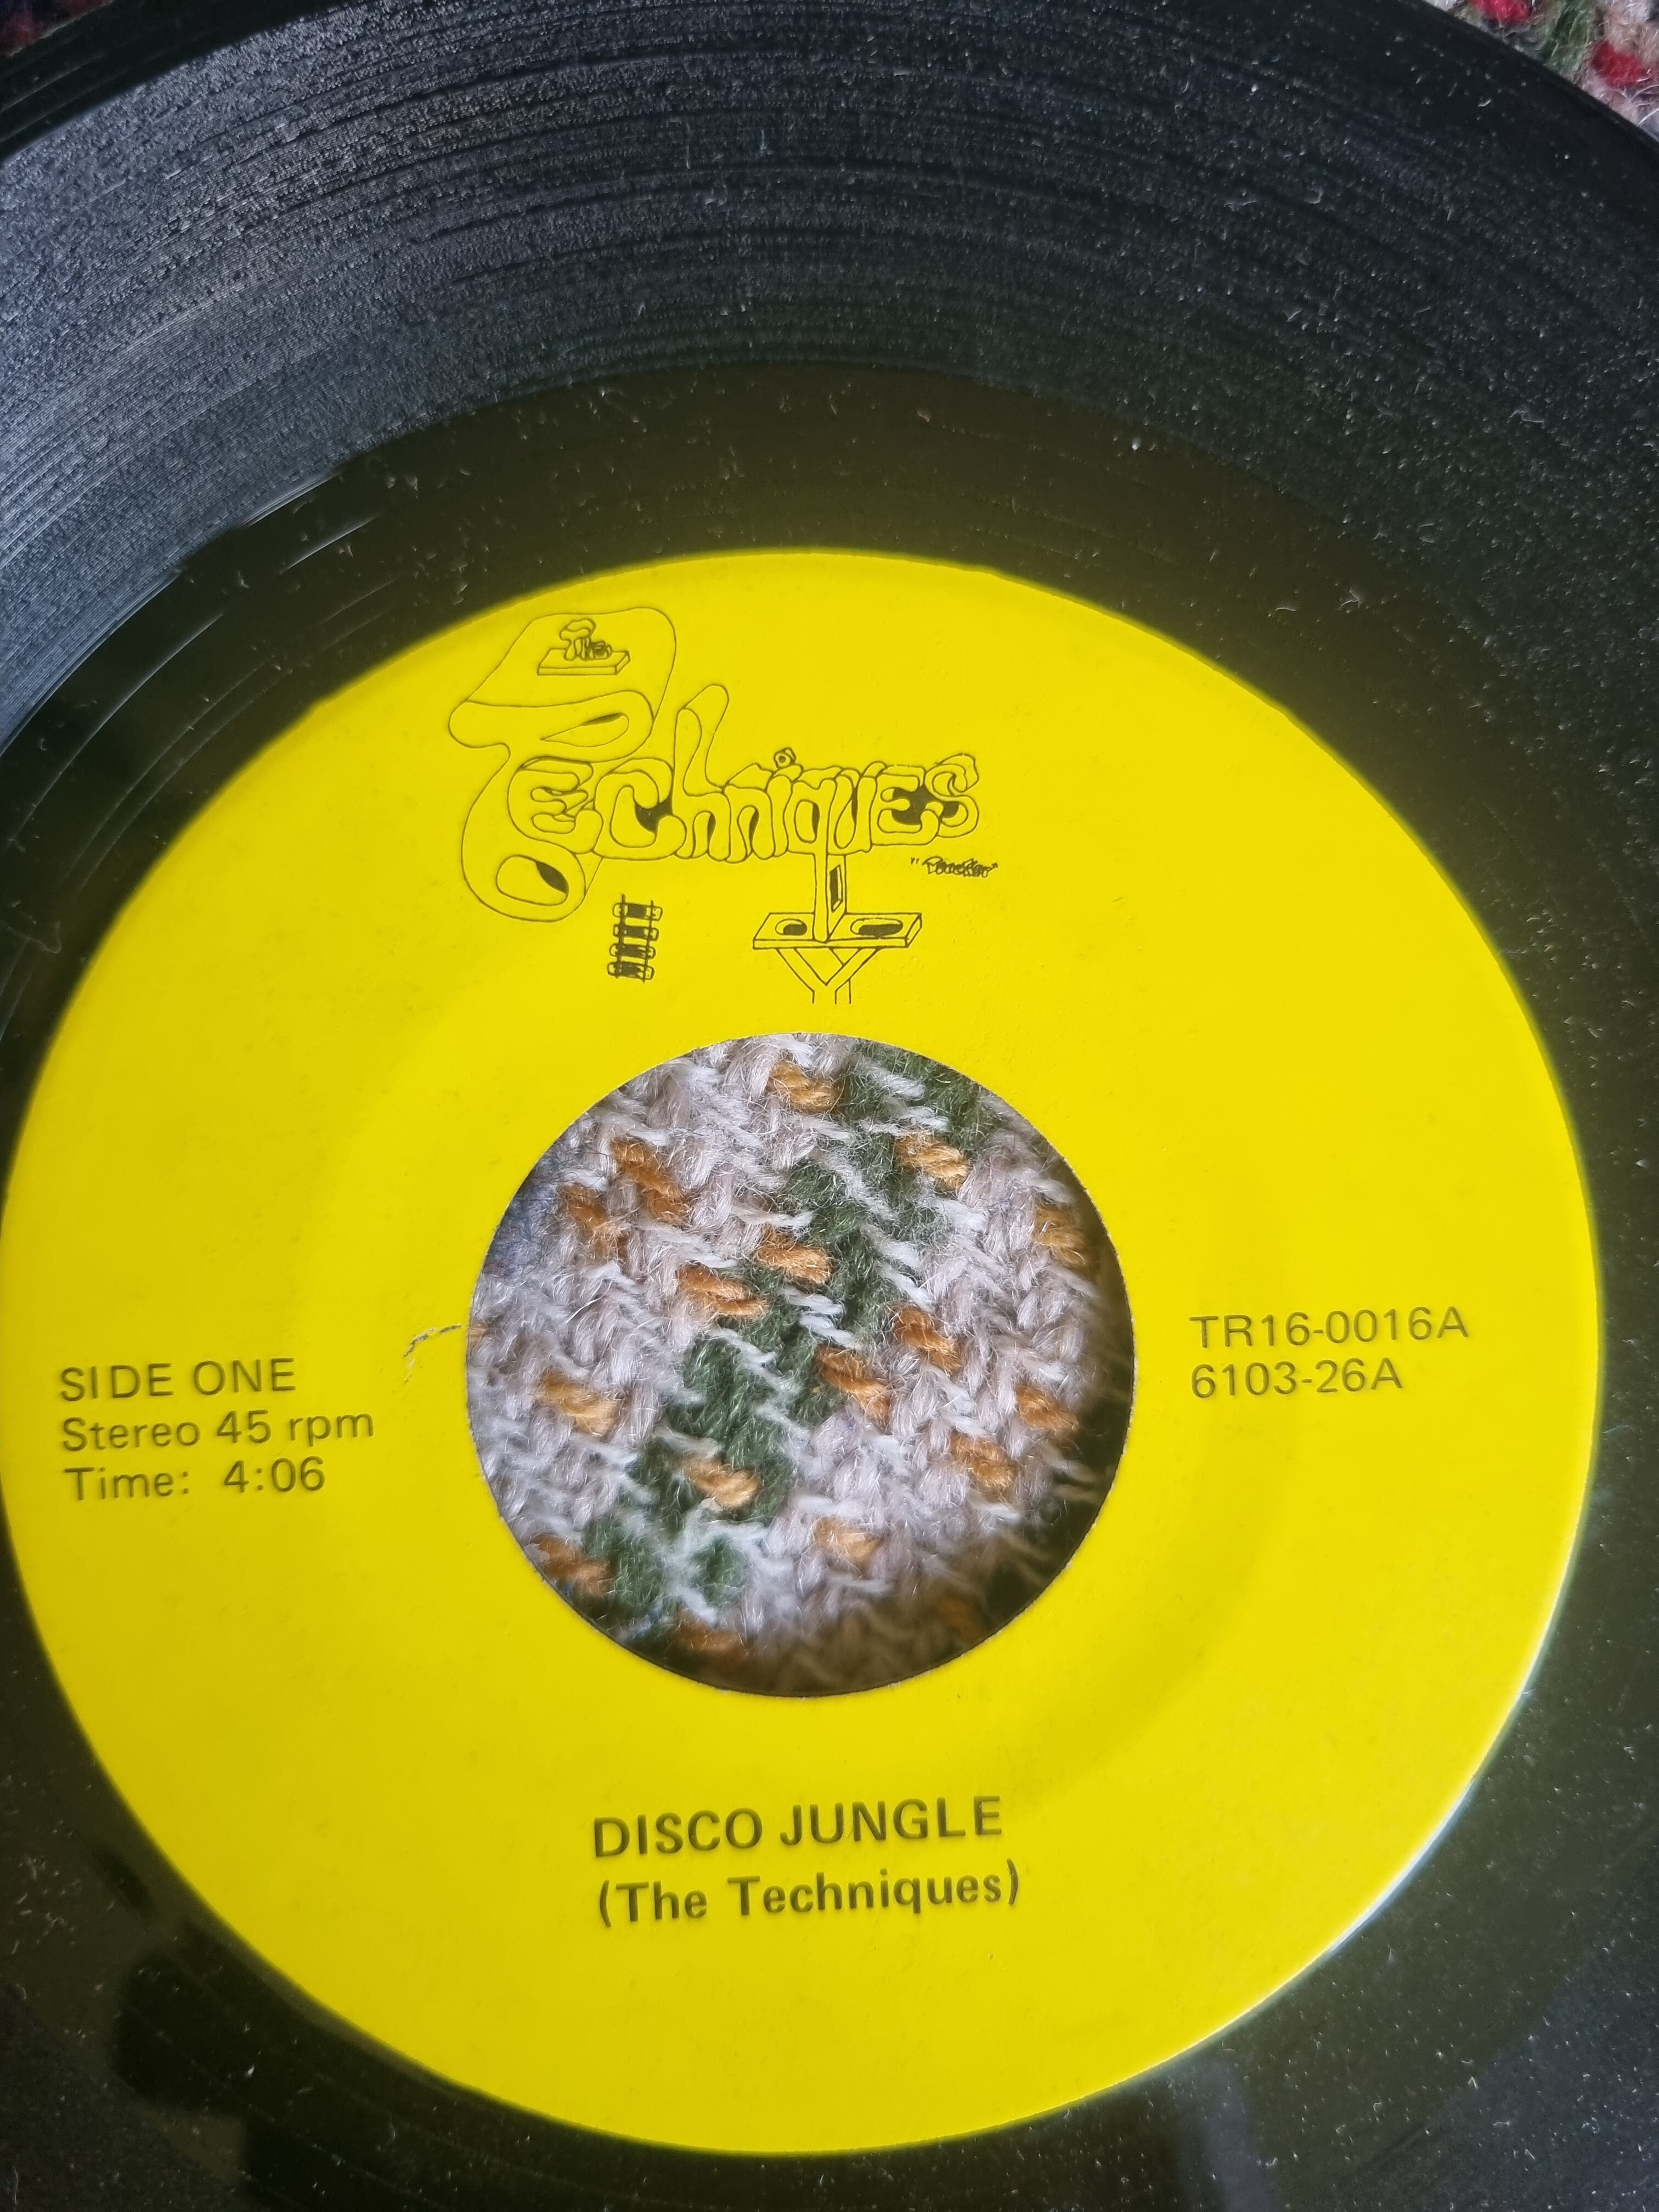 The
Techniques
SIDE ONE
Stereo 45 rpm
Time: 4:06
TR16-0016A
6103-26A
DISCO JUNGLE
(The Techniques)